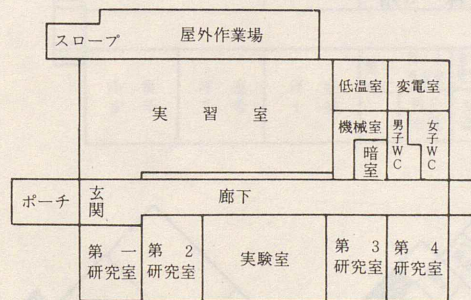 スロープ
屋外作業場
実習室
低温室
変電室
機械室
暗室
男子WC
女子WC
ポーチ
玄関
廊下
第一研究室
第2研究室
実験室
第3研究室
第4研究室